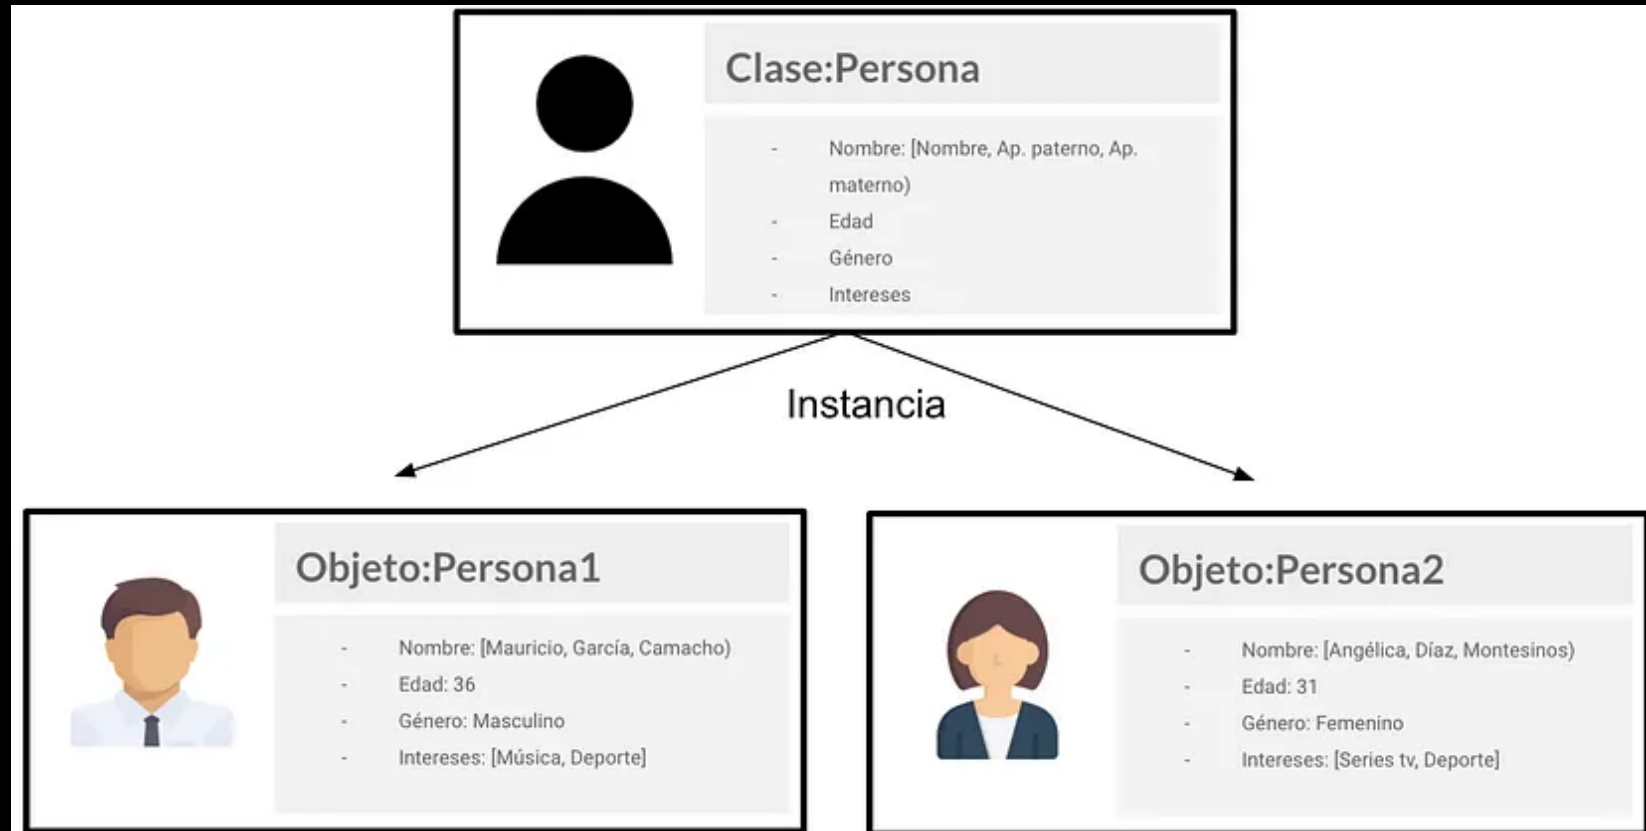 Clase:Persona
- Nombre: [Nombre, Ap. paterno, Ap.
materno)
- Edad
- Género
- Intereses
Instancia
Objeto:Persona1
- Nombre: [Mauricio, García, Camacho)
- Edad: 36
- Género: Masculino
- Intereses: [Música, Deporte]
Objeto:Persona2
- Nombre: [Angélica, Díaz, Montesinos)
- Edad: 31
- Género: Femenino
- Intereses: [Series tv, Deporte]